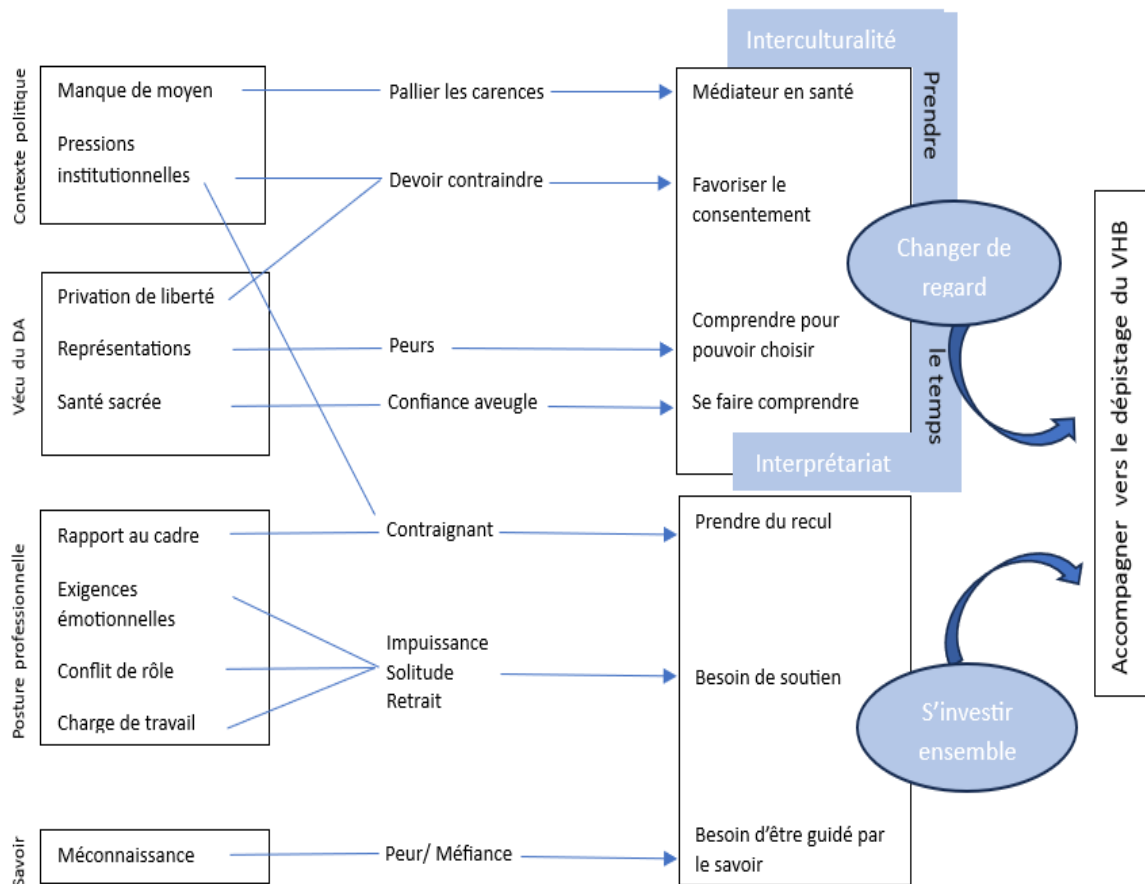 Interculturalité
Contexte politique
Manque de moyen
Pallier les carences
Médiateur en santé
Prendre
Pressions
institutionnelles
Devoir contraindre
Favoriser le
consentement
Changer de
regard
Vécu du DA
Privation de liberté
Représentations
Peurs
Comprendre pour
pouvoir choisir
le temps
Santé sacrée
Confiance aveugle
Se faire comprendre
Interprétariat
Accompagner vers le dépistage du VHB
Posture professionnelle
Rapport au cadre
Contraignant
Prendre du recul
Exigences
émotionnelles
Conflit de rôle
Charge de travail
Impuissance
Solitude
Retrait
Besoin de soutien
S’investir
ensemble
Savoir
Méconnaissance
Peur/ Méfiance
Besoin d’être guidé par
le savoir